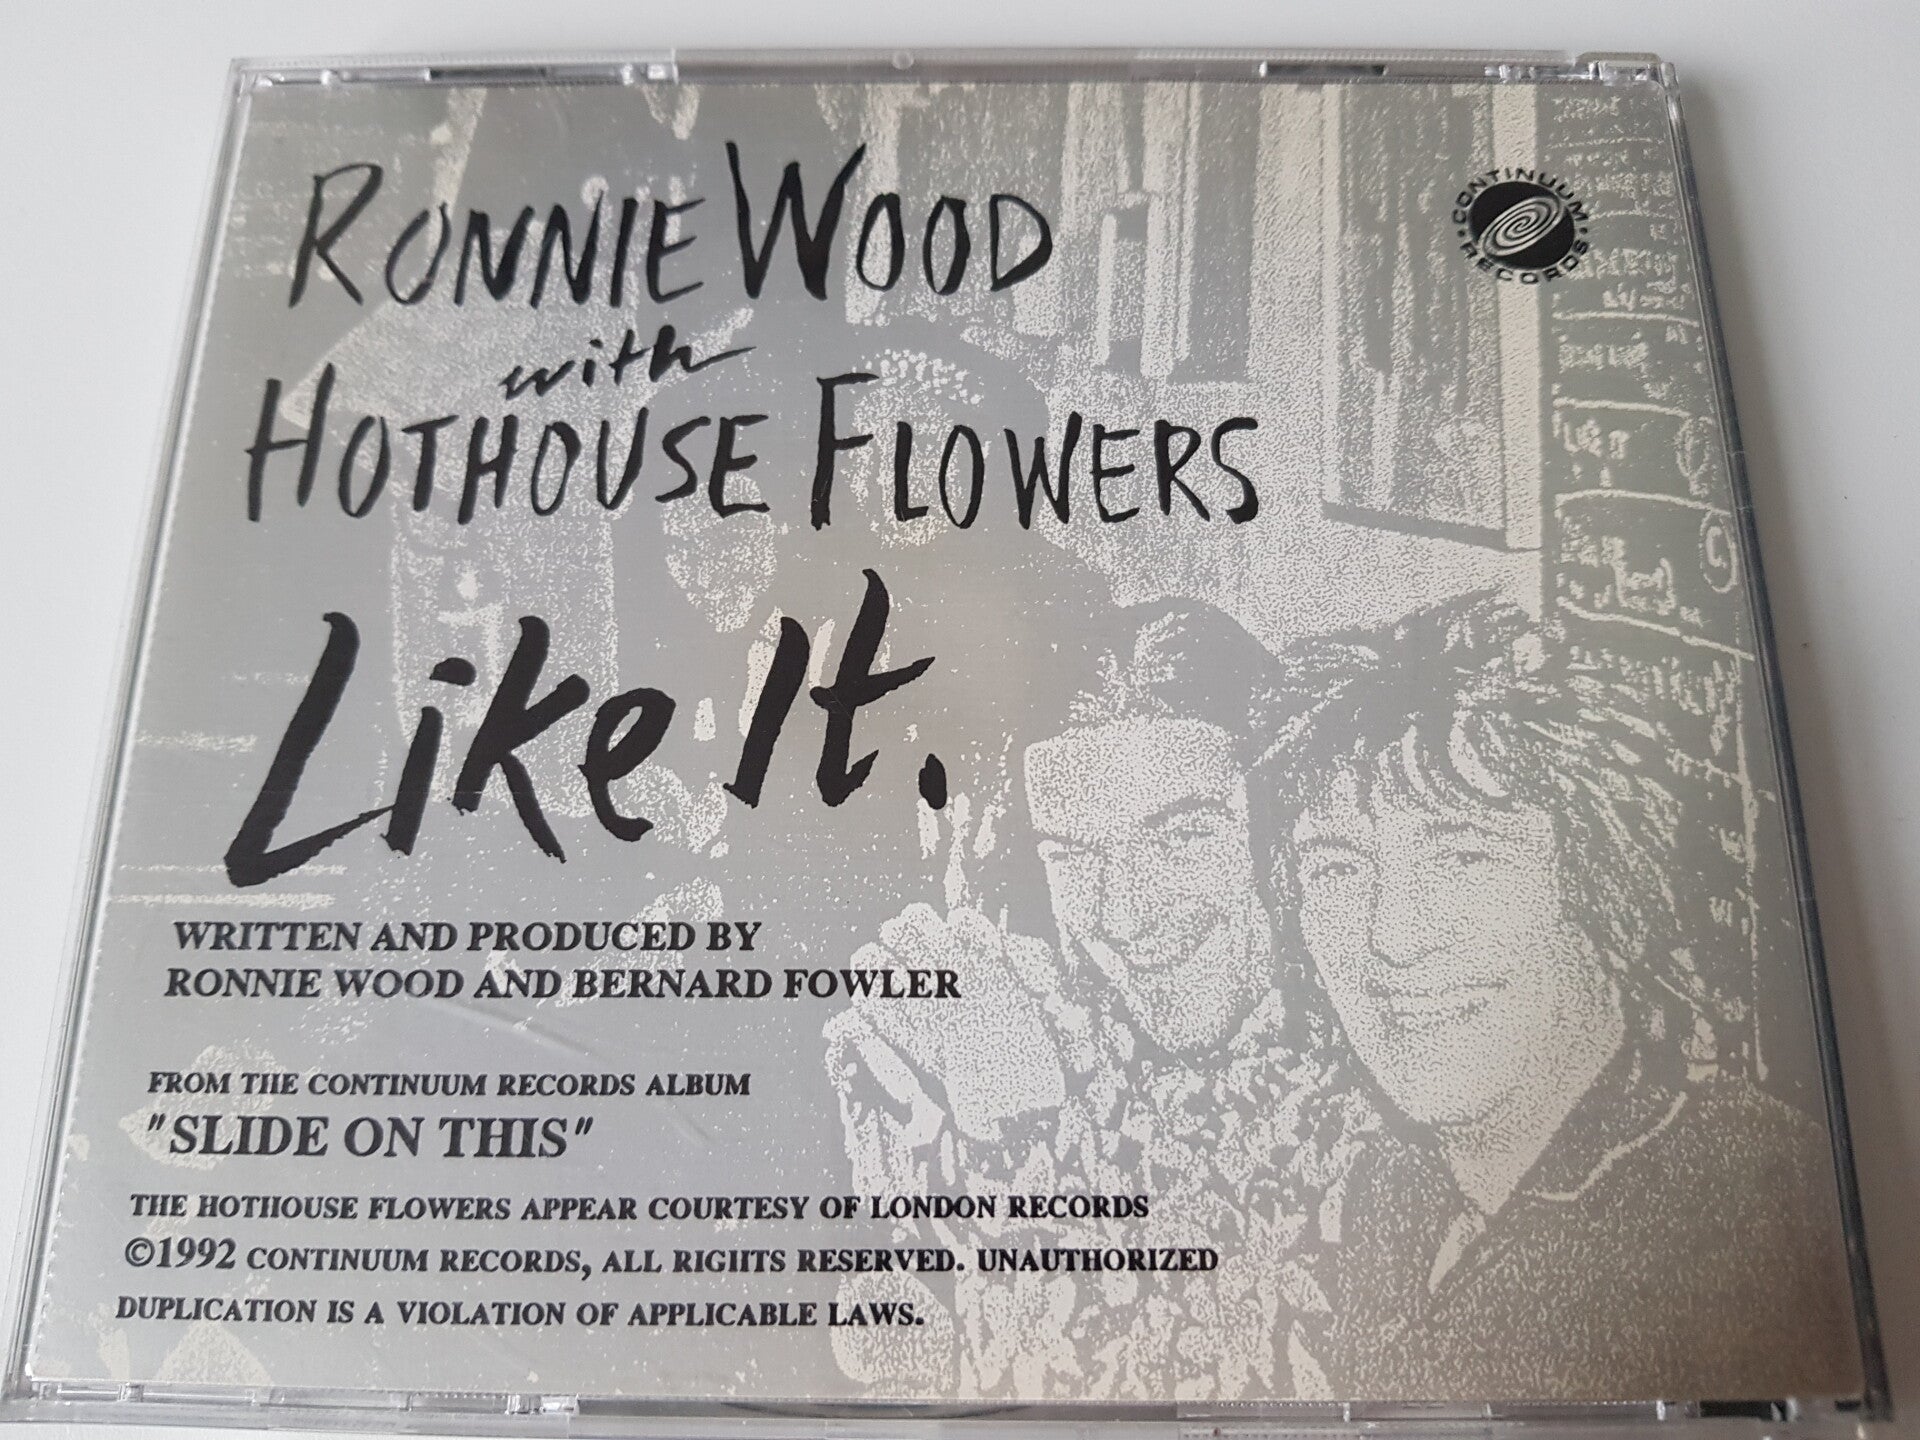 RONNIE WOOD
with
HOTHOUSE FLOWERS
CONTINUUM · RECORDS ·
Like It.
WRITTEN AND PRODUCED BY
RONNIE WOOD AND BERNARD FOWLER
FROM THE CONTINUUM RECORDS ALBUM
"SLIDE ON THIS"
THE HOTHOUSE FLOWERS APPEAR COURTESY OF LONDON RECORDS
©1992 CONTINUUM RECORDS, ALL RIGHTS RESERVED. UNAUTHORIZED
DUPLICATION IS A VIOLATION OF APPLICABLE LAWS.